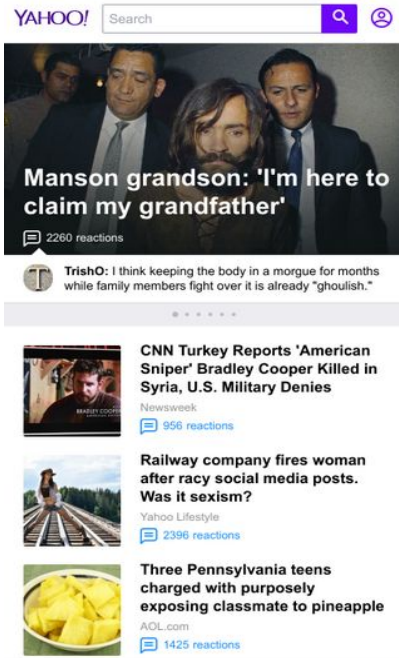 YAHOO!
Search
Manson grandson: 'I'm here to
claim my grandfather'
2260 reactions
TrishO: I think keeping the body in a morgue for months
while family members fight over it is already "ghoulish."
CNN Turkey Reports 'American
Sniper' Bradley Cooper Killed in
Syria, U.S. Military Denies
Newsweek
956 reactions
BRADLEY COOPER
Railway company fires woman
after racy social media posts.
Was it sexism?
Yahoo Lifestyle
2396 reactions
Three Pennsylvania teens
charged with purposely
exposing classmate to pineapple
AOL.com
1425 reactions